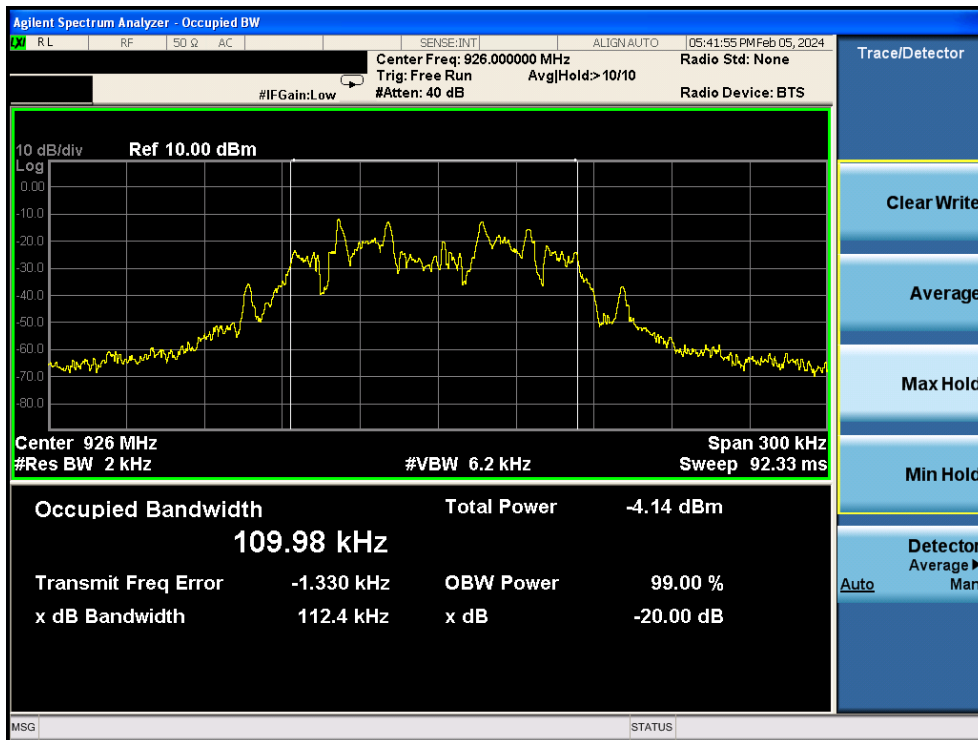 Agilent Spectrum Analyzer - Occupied BW
LXI RL RF 50 Ω AC SENSE:INT ALIGN AUTO 05:41:55 PM Feb 05, 2024
Center Freq: 926.000000 MHz Radio Std: None
Trig: Free Run Avg|Hold:> 10/10
#IFGain:Low #Atten: 40 dB Radio Device: BTS
10 dB/div Ref 10.00 dBm
Log
0.00
-10.0
-20.0
-30.0
-40.0
-50.0
-60.0
-70.0
-80.0
Center 926 MHz Span 300 kHz
#Res BW 2 kHz #VBW 6.2 kHz Sweep 92.33 ms
Occupied Bandwidth Total Power -4.14 dBm
109.98 kHz
Transmit Freq Error -1.330 kHz OBW Power 99.00 %
x dB Bandwidth 112.4 kHz x dB -20.00 dB
MSG STATUS
Trace/Detector
Clear Write
Average
Max Hold
Min Hold
Detector
Average
Auto Man